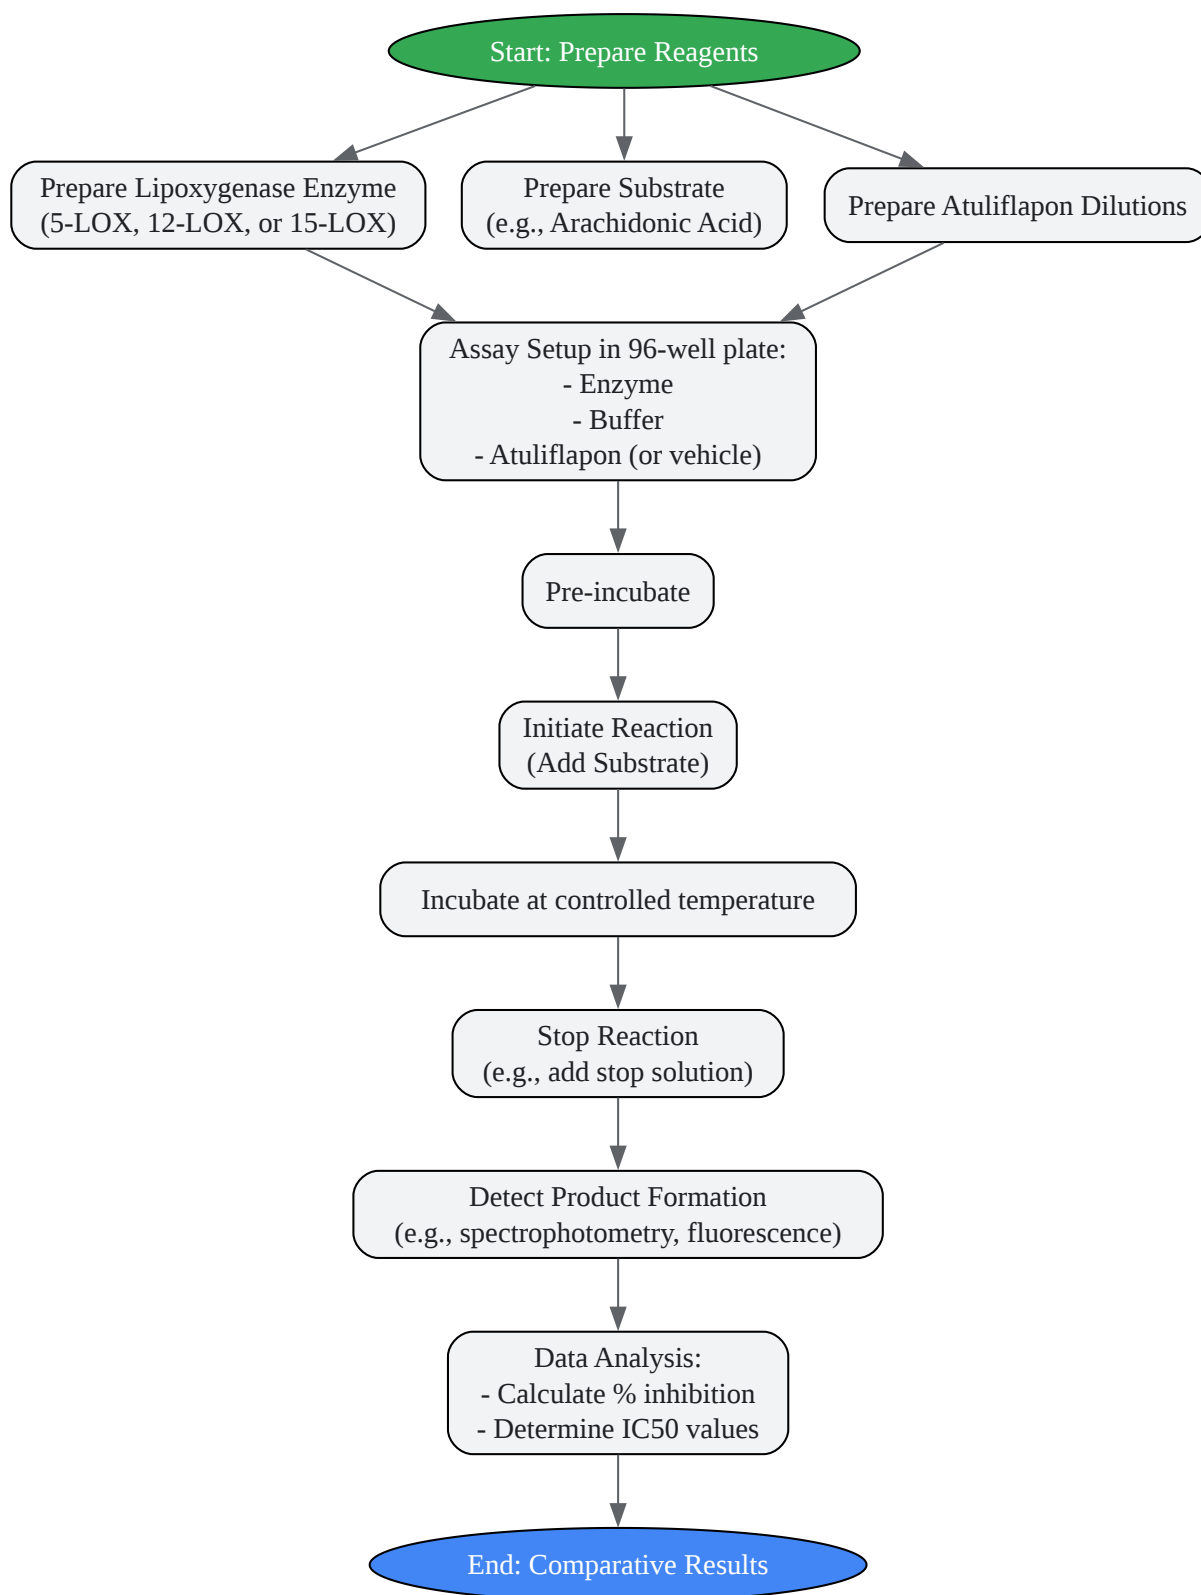 Start: Prepare Reagents
Prepare Lipoxygenase Enzyme
(5-LOX, 12-LOX, or 15-LOX)
Prepare Substrate
(e.g., Arachidonic Acid)
Prepare Atuliflapon Dilutions
Assay Setup in 96-well plate:
- Enzyme
- Buffer
- Atuliflapon (or vehicle)
Pre-incubate
Initiate Reaction
(Add Substrate)
Incubate at controlled temperature
Stop Reaction
(e.g., add stop solution)
Detect Product Formation
(e.g., spectrophotometry, fluorescence)
Data Analysis:
- Calculate % inhibition
- Determine IC50 values
End: Comparative Results